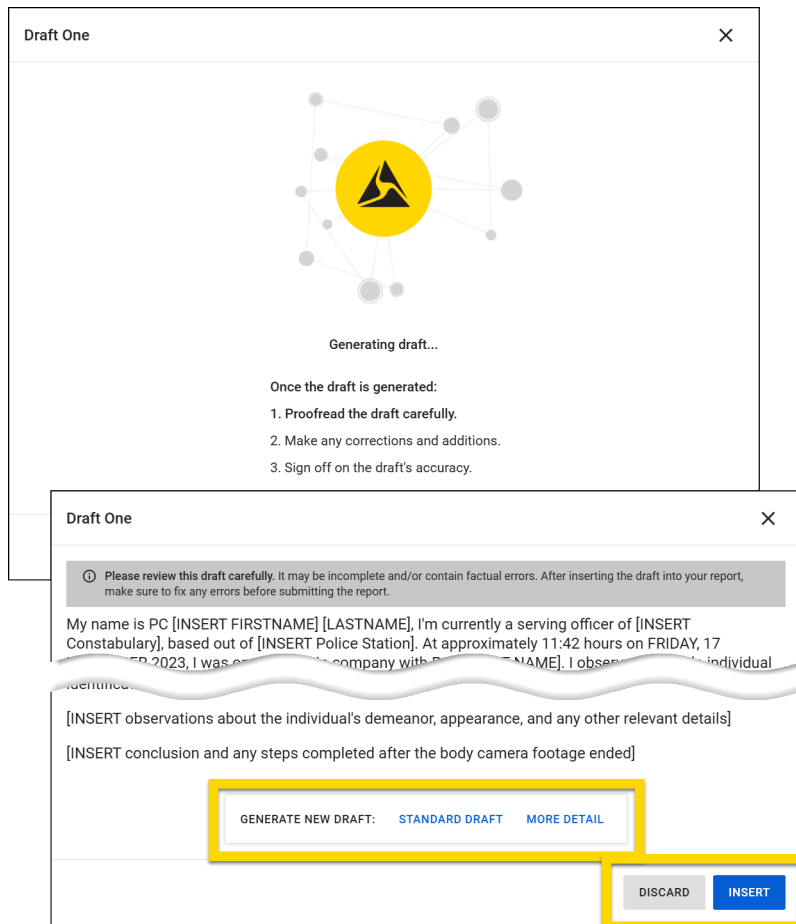 Draft One
Generating draft...
Once the draft is generated:
1. Proofread the draft carefully.
2. Make any corrections and additions.
3. Sign off on the draft's accuracy.
Draft One
Please review this draft carefully. It may be incomplete and/or contain factual errors. After inserting the draft into your report,
make sure to fix any errors before submitting the report.
My name is PC [INSERT FIRSTNAME] [LASTNAME], I'm currently a serving officer of [INSERT
Constabulary], based out of [INSERT Police Station]. At approximately 11:42 hours on FRIDAY, 17
2023, I was company with NAME]. I individual
[INSERT observations about the individual's demeanor, appearance, and any other relevant details]
[INSERT conclusion and any steps completed after the body camera footage ended]
GENERATE NEW DRAFT: STANDARD DRAFT MORE DETAIL
DISCARD INSERT